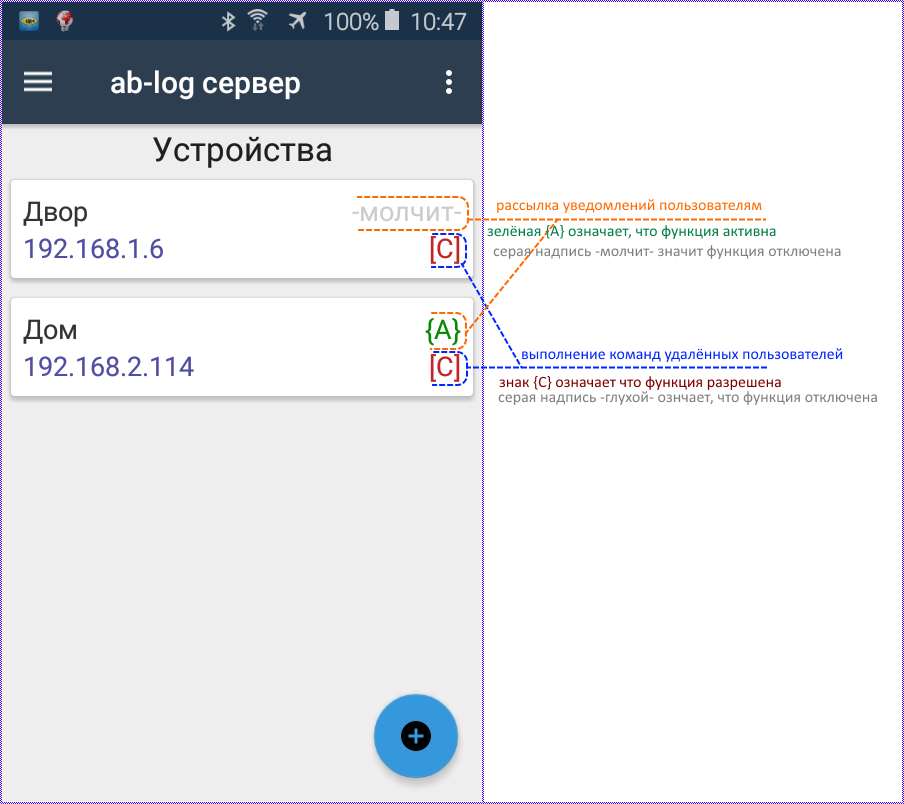 100% 10:47
ab-log сервер
Устройства
Двор -молчит-
192.168.1.6 [C]
рассылка уведомлений пользователям
зелёная {A} означает, что функция активна
серая надпись -молчит- значит функция отключена
Дом {A}
192.168.2.114 [C]
выполнение команд удалённых пользователей
знак {C} означает что функция разрешена
серая надпись -глухой- ознчает, что функция отключена